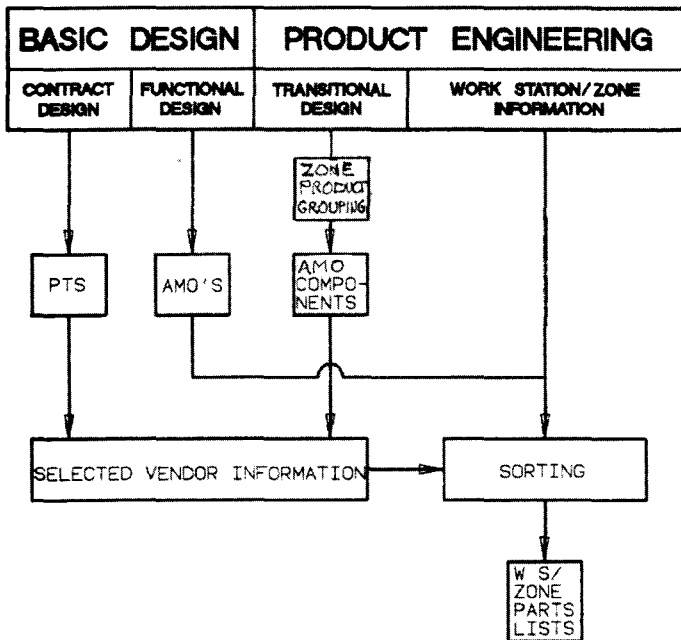 BASIC DESIGN
PRODUCT ENGINEERING
CONTRACT
DESIGN
FUNCTIONAL
DESIGN
TRANSITIONAL
DESIGN
WORK STATION/ZONE
INFORMATION
ZONE
PRODUCT
GROUPING
PTS
AMO'S
AMO
COMPO-
NENTS
SELECTED VENDOR INFORMATION
SORTING
W S/
ZONE
PARTS
LISTS